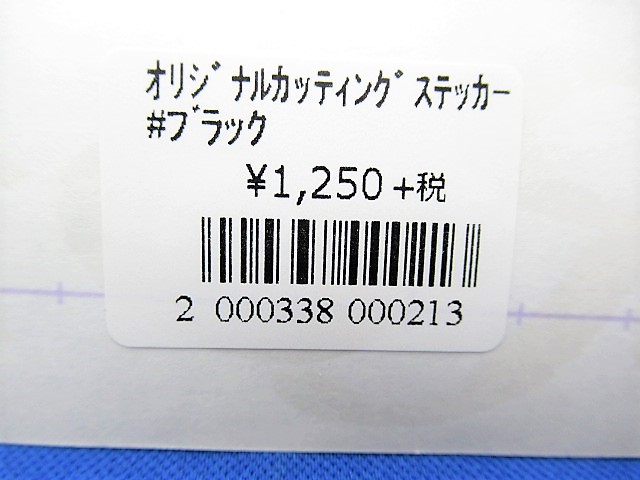 オリジナルカッティングステッカー
#ブラック
¥1,250+税
2 000338 000213